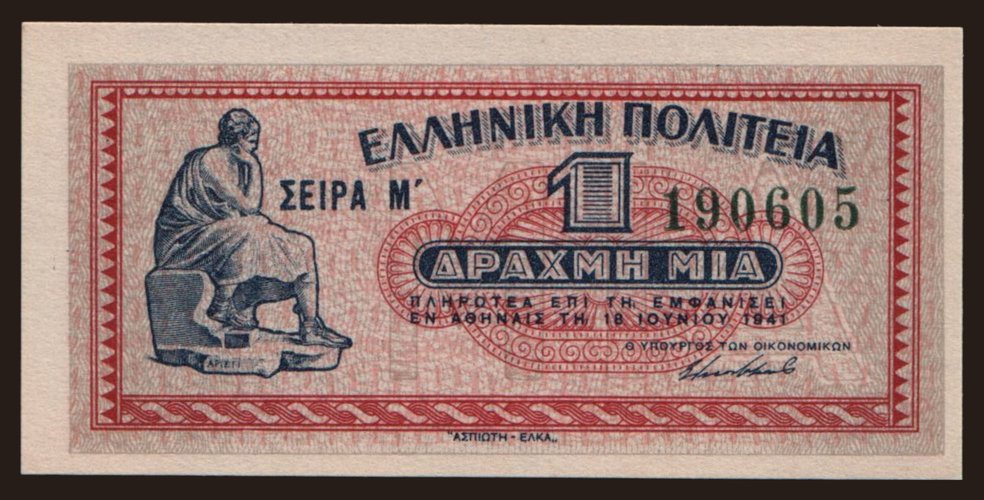 ΕΛΛΗΝΙΚΗ ΠΟΛΙΤΕΙΑ
ΣΕΙΡΑ Μ΄
1
190605
ΔΡΑΧΜΗ ΜΙΑ
ΠΛΗΡΩΤΕΑ ΕΠΙ ΤΗ ΕΜΦΑΝΙΣΕΙ
ΕΝ ΑΘΗΝΑΙΣ ΤΗ 18 ΙΟΥΝΙΟΥ 1941
Ο ΥΠΟΥΡΓΟΣ ΤΩΝ ΟΙΚΟΝΟΜΙΚΩΝ
"ΑΣΠΙΩΤΗ - ΕΛΚΑ„